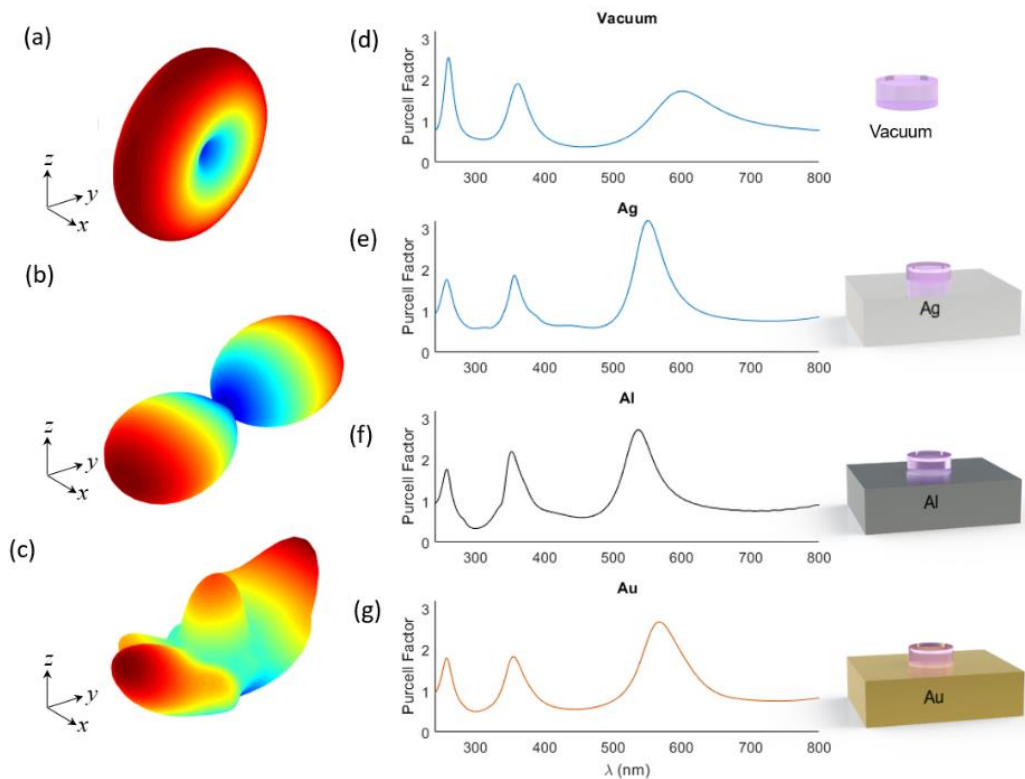 (a)
z
y
x
(b)
z
y
x
(c)
z
y
x
(d)
Vacuum
Purcell Factor
3
2
1
0
300 400 500 600 700 800
Vacuum
(e)
Ag
Purcell Factor
3
2
1
0
300 400 500 600 700 800
Ag
(f)
Al
Purcell Factor
3
2
1
0
300 400 500 600 700 800
Al
(g)
Au
Purcell Factor
3
2
1
0
300 400 500 600 700 800
λ (nm)
Au